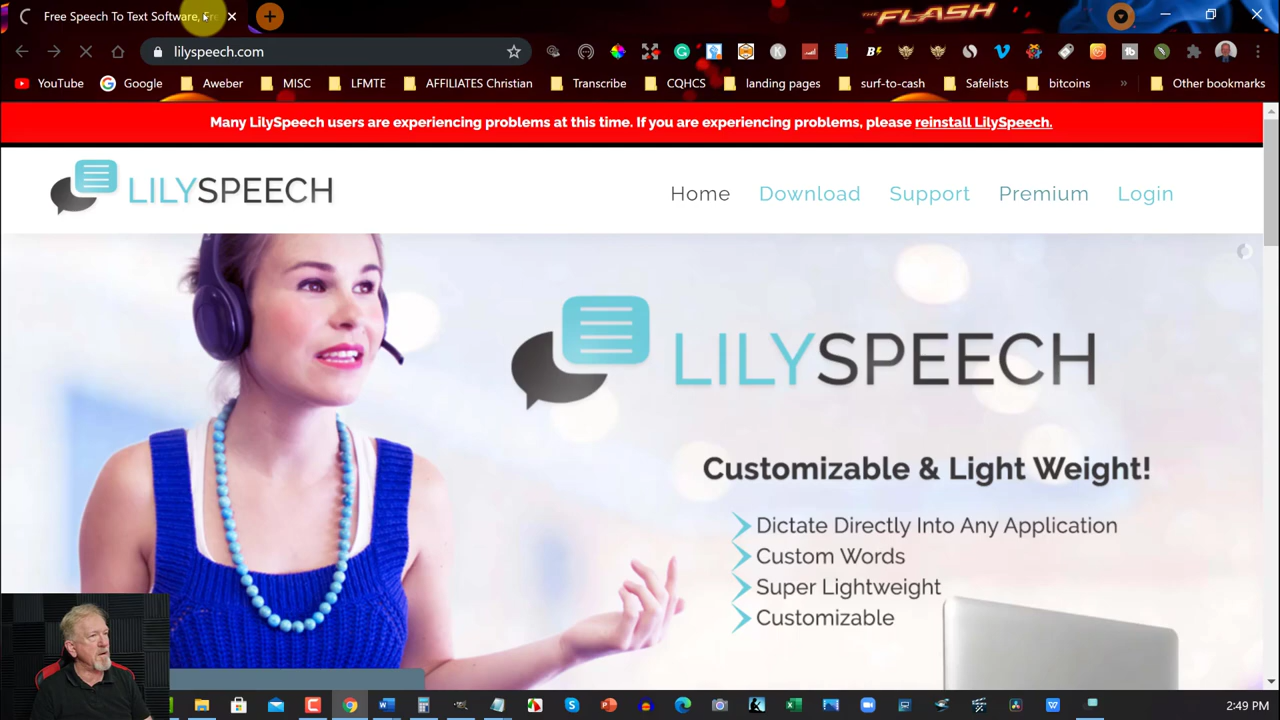 Free Speech To Text Software, Fr
THE FLASH
lilyspeech.com
YouTube
Google
Aweber
MISC
LFMTE
AFFILIATES Christian
Transcribe
CQHCS
landing pages
surf-to-cash
Safelists
bitcoins
»
Other bookmarks
Many LilySpeech users are experiencing problems at this time. If you are experiencing problems, please reinstall LilySpeech.
LILYSPEECH
Home
Download
Support
Premium
Login
LILYSPEECH
Customizable & Light Weight!
Dictate Directly Into Any Application
Custom Words
Super Lightweight
Customizable
2:49 PM